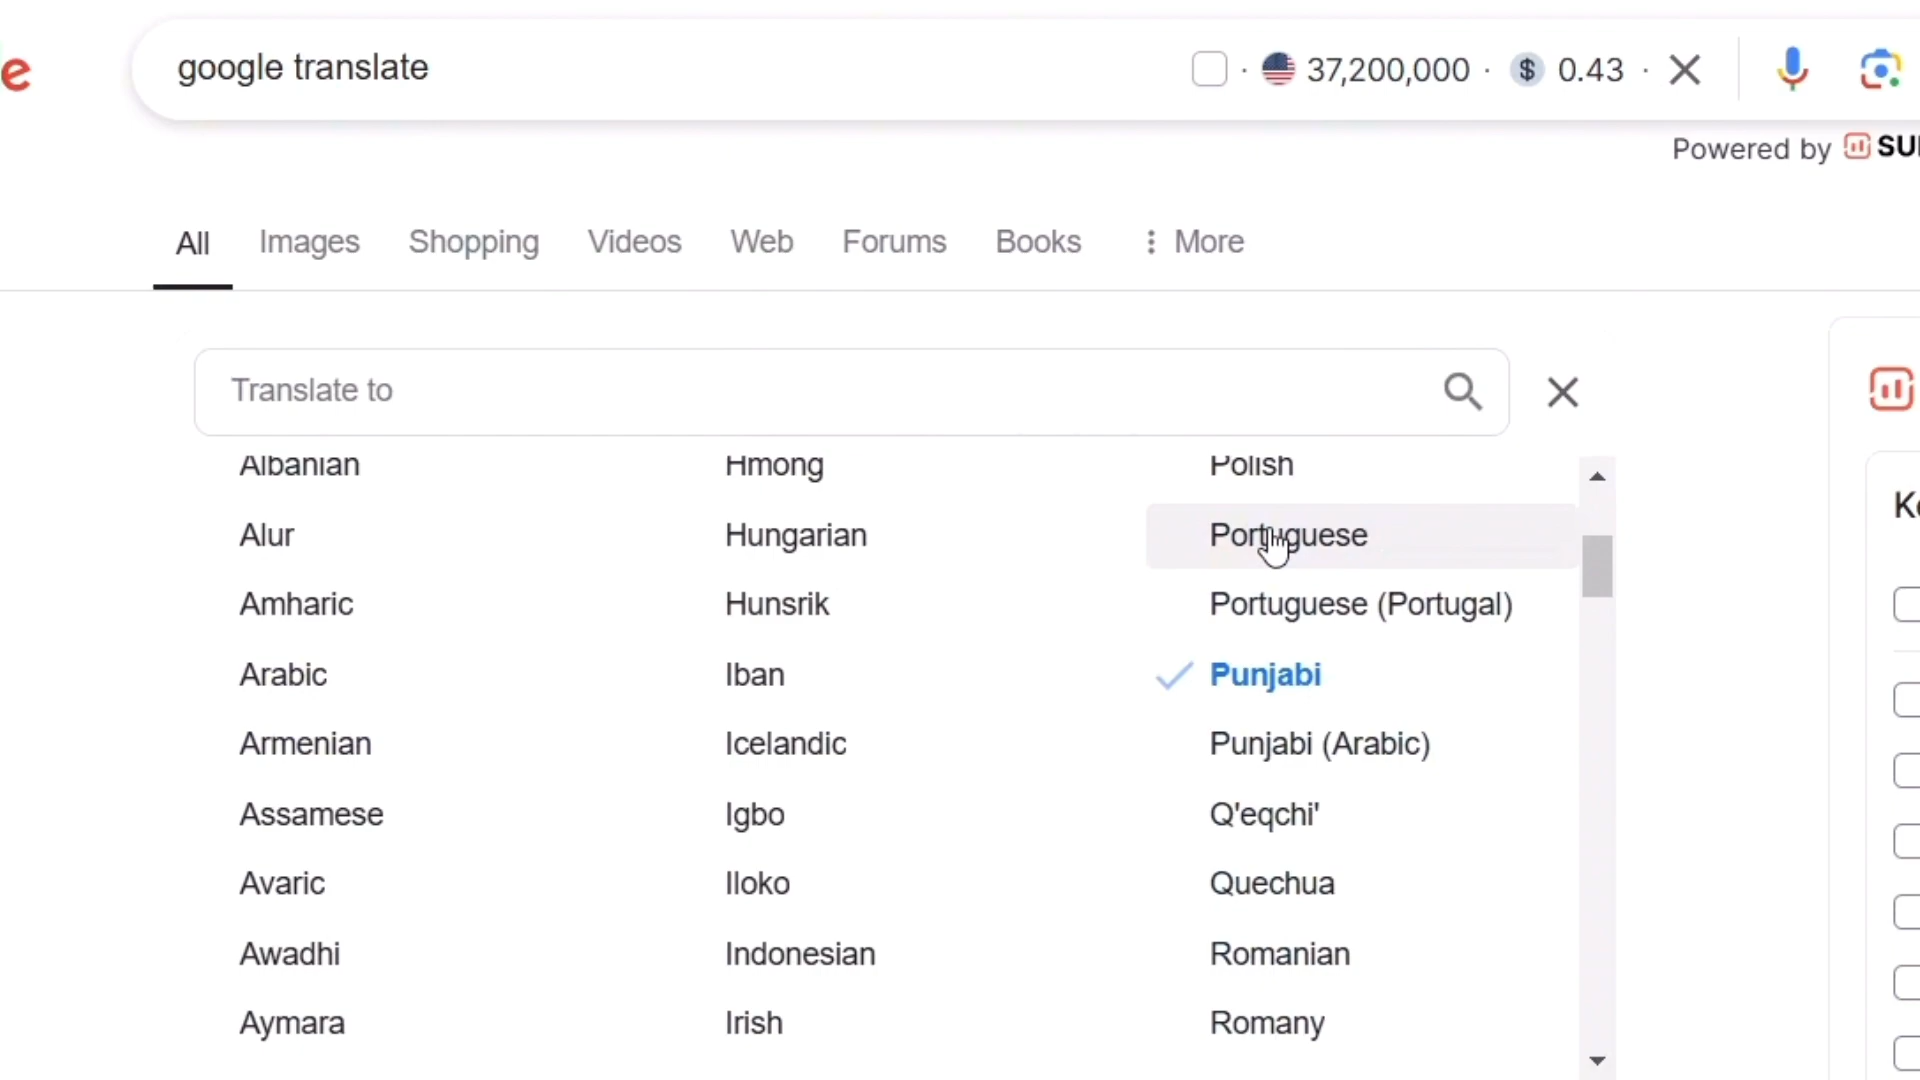 e google translate 37,200,000 · $ 0.43
Powered by SU
All Images Shopping Videos Web Forums Books More
Translate to
Albanian Hmong Polish
Alur Hungarian Portuguese
Amharic Hunsrik Portuguese (Portugal)
Arabic Iban Punjabi
Armenian Icelandic Punjabi (Arabic)
Assamese Igbo Q'eqchi'
Avaric Iloko Quechua
Awadhi Indonesian Romanian
Aymara Irish Romany